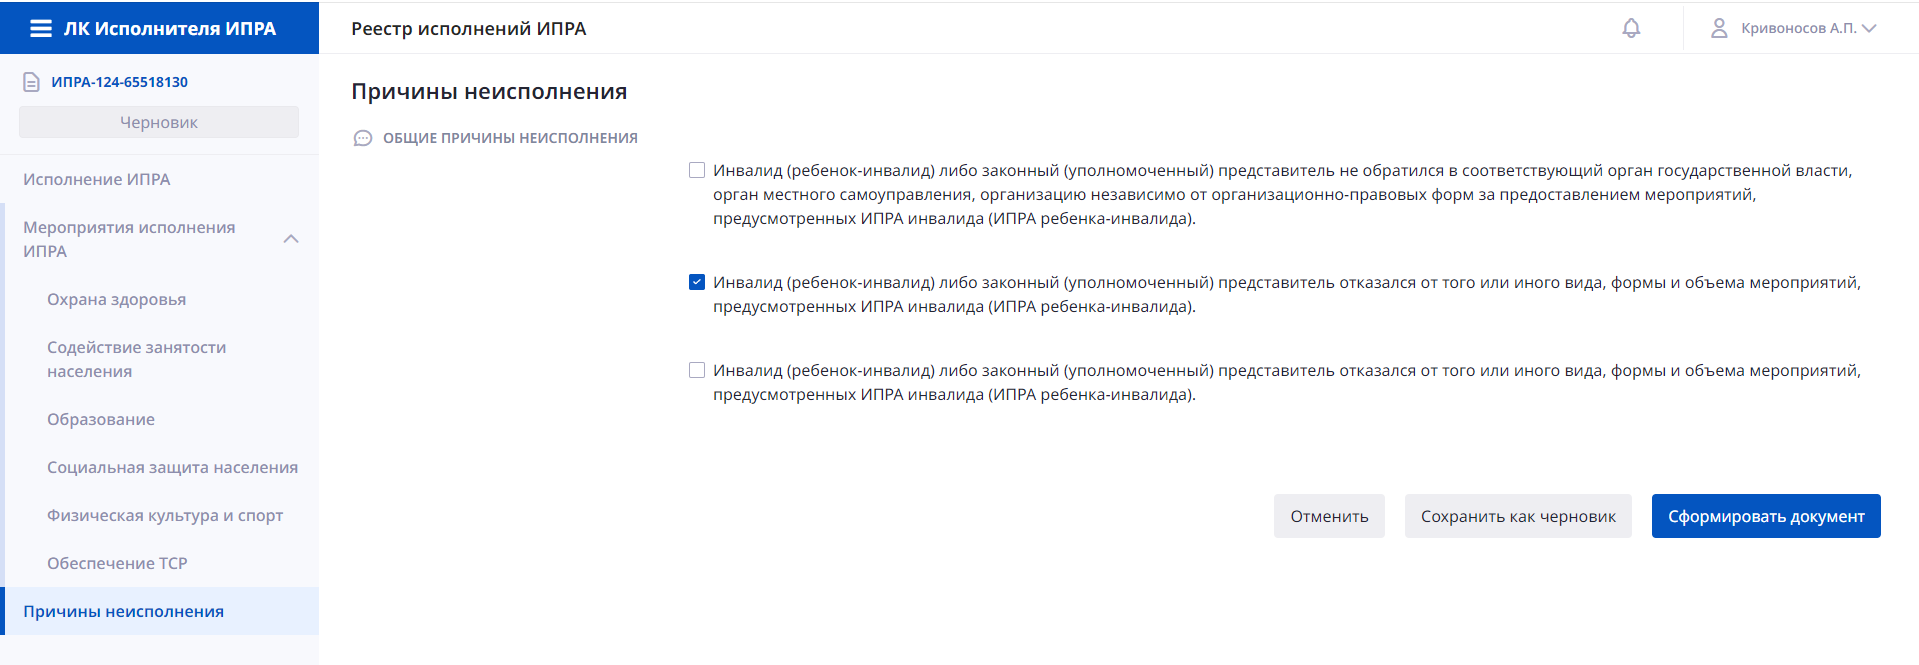 ЛК Исполнителя ИПРА
Реестр исполнений ИПРА
Кривоносов А.П.
ИПРА-124-65518130
Черновик
Исполнение ИПРА
Мероприятия исполнения
ИПРА
Охрана здоровья
Содействие занятости
населения
Образование
Социальная защита населения
Физическая культура и спорт
Обеспечение ТСР
Причины неисполнения
Причины неисполнения
ОБЩИЕ ПРИЧИНЫ НЕИСПОЛНЕНИЯ
Инвалид (ребенок-инвалид) либо законный (уполномоченный) представитель не обратился в соответствующий орган государственной власти,
орган местного самоуправления, организацию независимо от организационно-правовых форм за предоставлением мероприятий,
предусмотренных ИПРА инвалида (ИПРА ребенка-инвалида).
Инвалид (ребенок-инвалид) либо законный (уполномоченный) представитель отказался от того или иного вида, формы и объема мероприятий,
предусмотренных ИПРА инвалида (ИПРА ребенка-инвалида).
Инвалид (ребенок-инвалид) либо законный (уполномоченный) представитель отказался от того или иного вида, формы и объема мероприятий,
предусмотренных ИПРА инвалида (ИПРА ребенка-инвалида).
Отменить
Сохранить как черновик
Сформировать документ